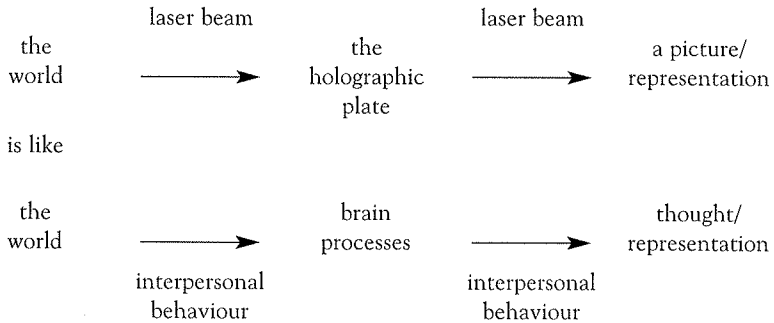 laser beam laser beam
the the a picture/
world holographic representation
plate
is like
the brain thought/
world processes representation
interpersonal interpersonal
behaviour behaviour